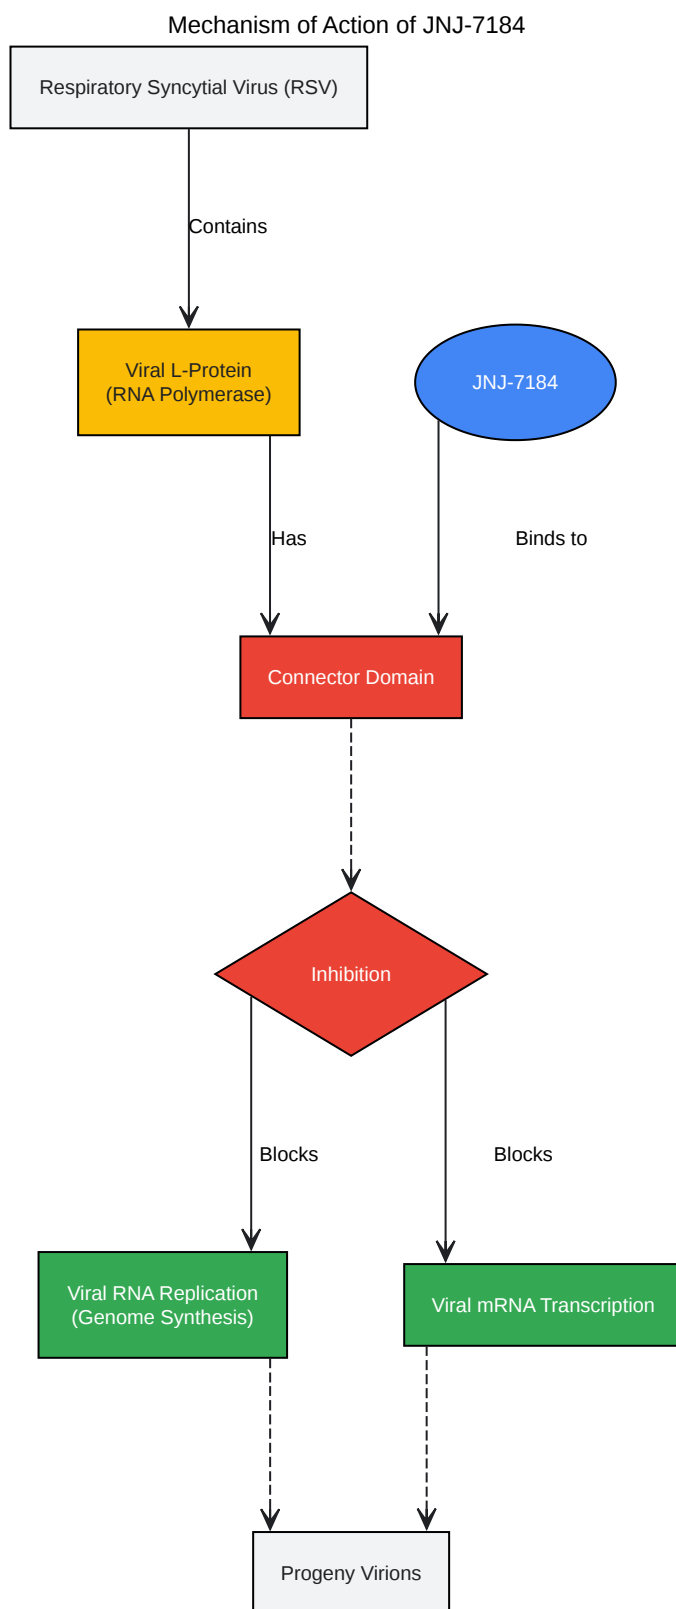 Mechanism of Action of JNJ-7184
Respiratory Syncytial Virus (RSV)
Contains
Viral L-Protein
(RNA Polymerase)
JNJ-7184
Has
Binds to
Connector Domain
Inhibition
Blocks
Blocks
Viral RNA Replication
(Genome Synthesis)
Viral mRNA Transcription
Progeny Virions